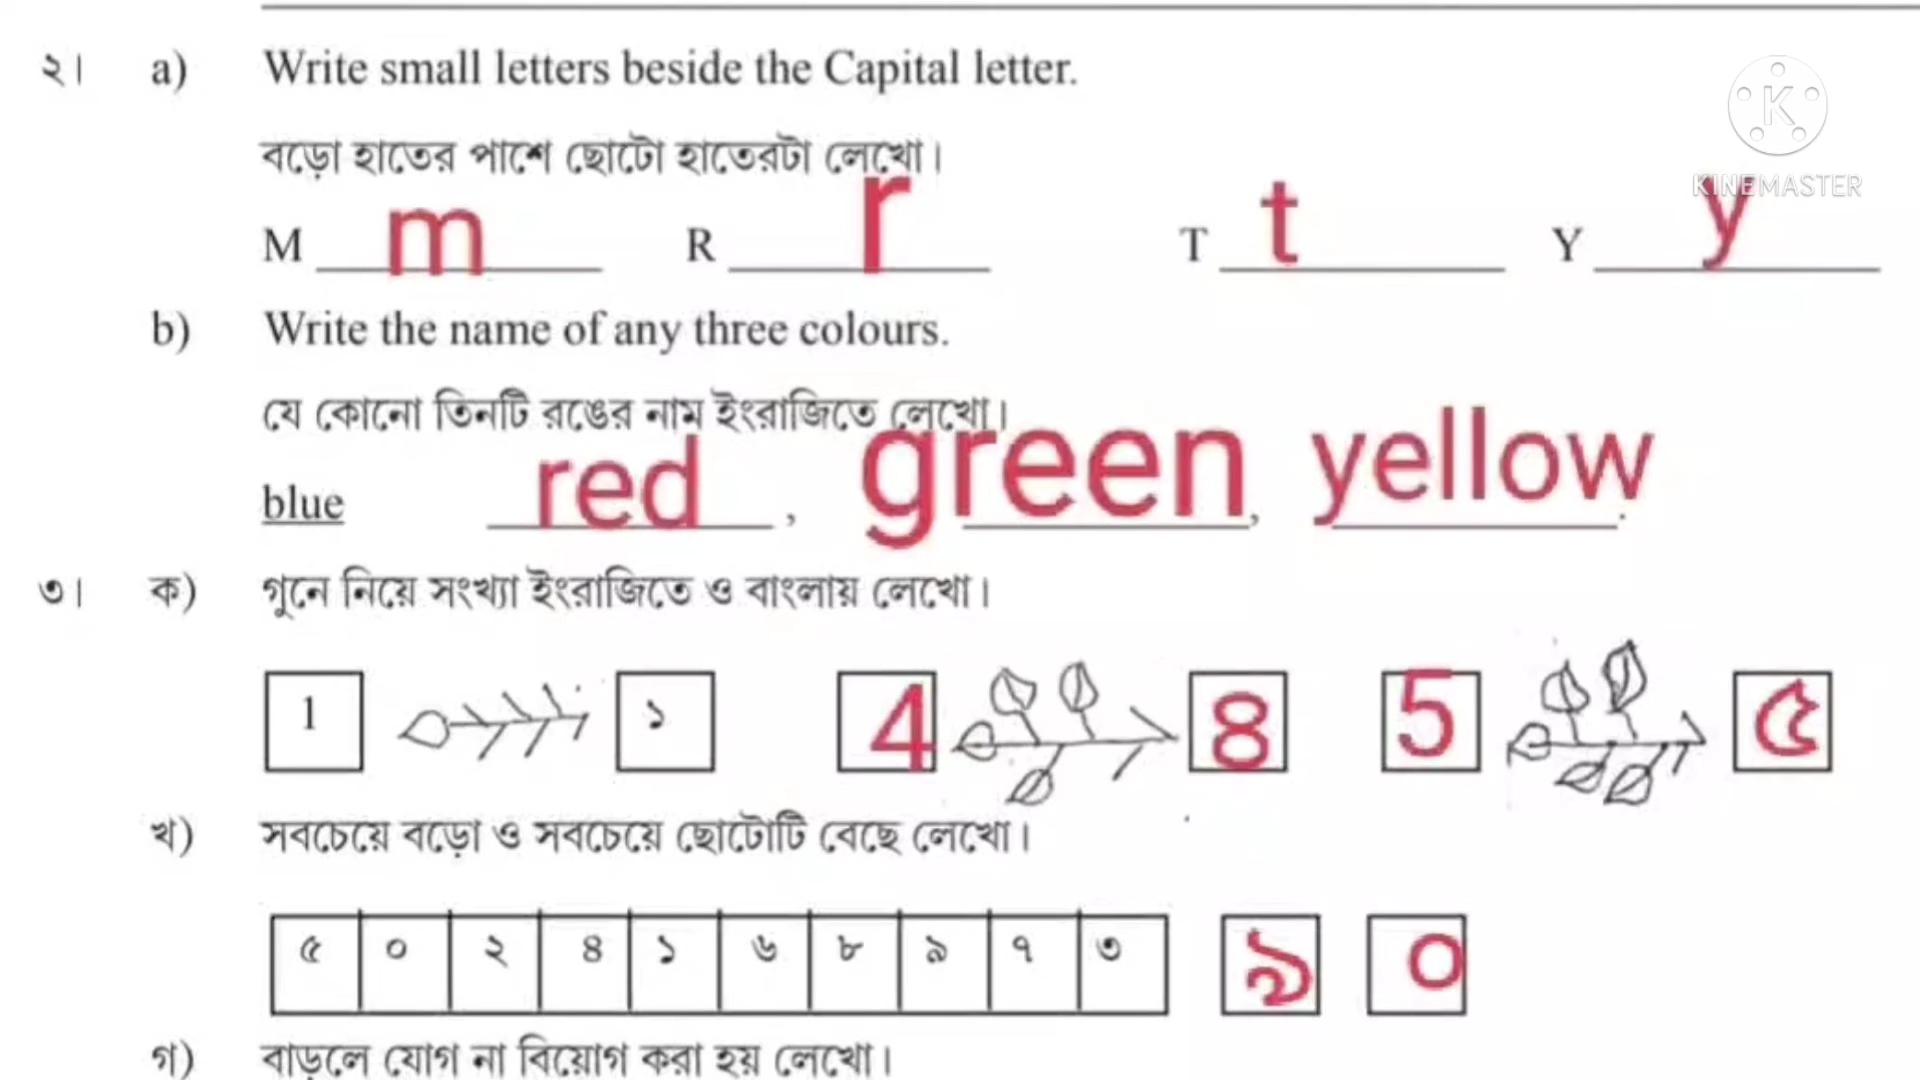 ২। a) Write small letters beside the Capital letter.
বড়ো হাতের পাশে ছোটো হাতেরটা লেখো।
KINEMASTER
M m R r T t Y y
b) Write the name of any three colours.
যে কোনো তিনটি রঙের নাম ইংরাজিতে লেখো।
blue red , green , yellow .
৩। ক) গুনে নিয়ে সংখ্যা ইংরাজিতে ও বাংলায় লেখো।
1 ১ 4 ৪ 5 ৫
খ) সবচেয়ে বড়ো ও সবচেয়ে ছোটোটি বেছে লেখো।
৫ ০ ২ ৪ ১ ৬ ৮ ৯ ৭ ৩ ৯ ০
গ) বাড়লে যোগ না বিয়োগ করা হয় লেখো।